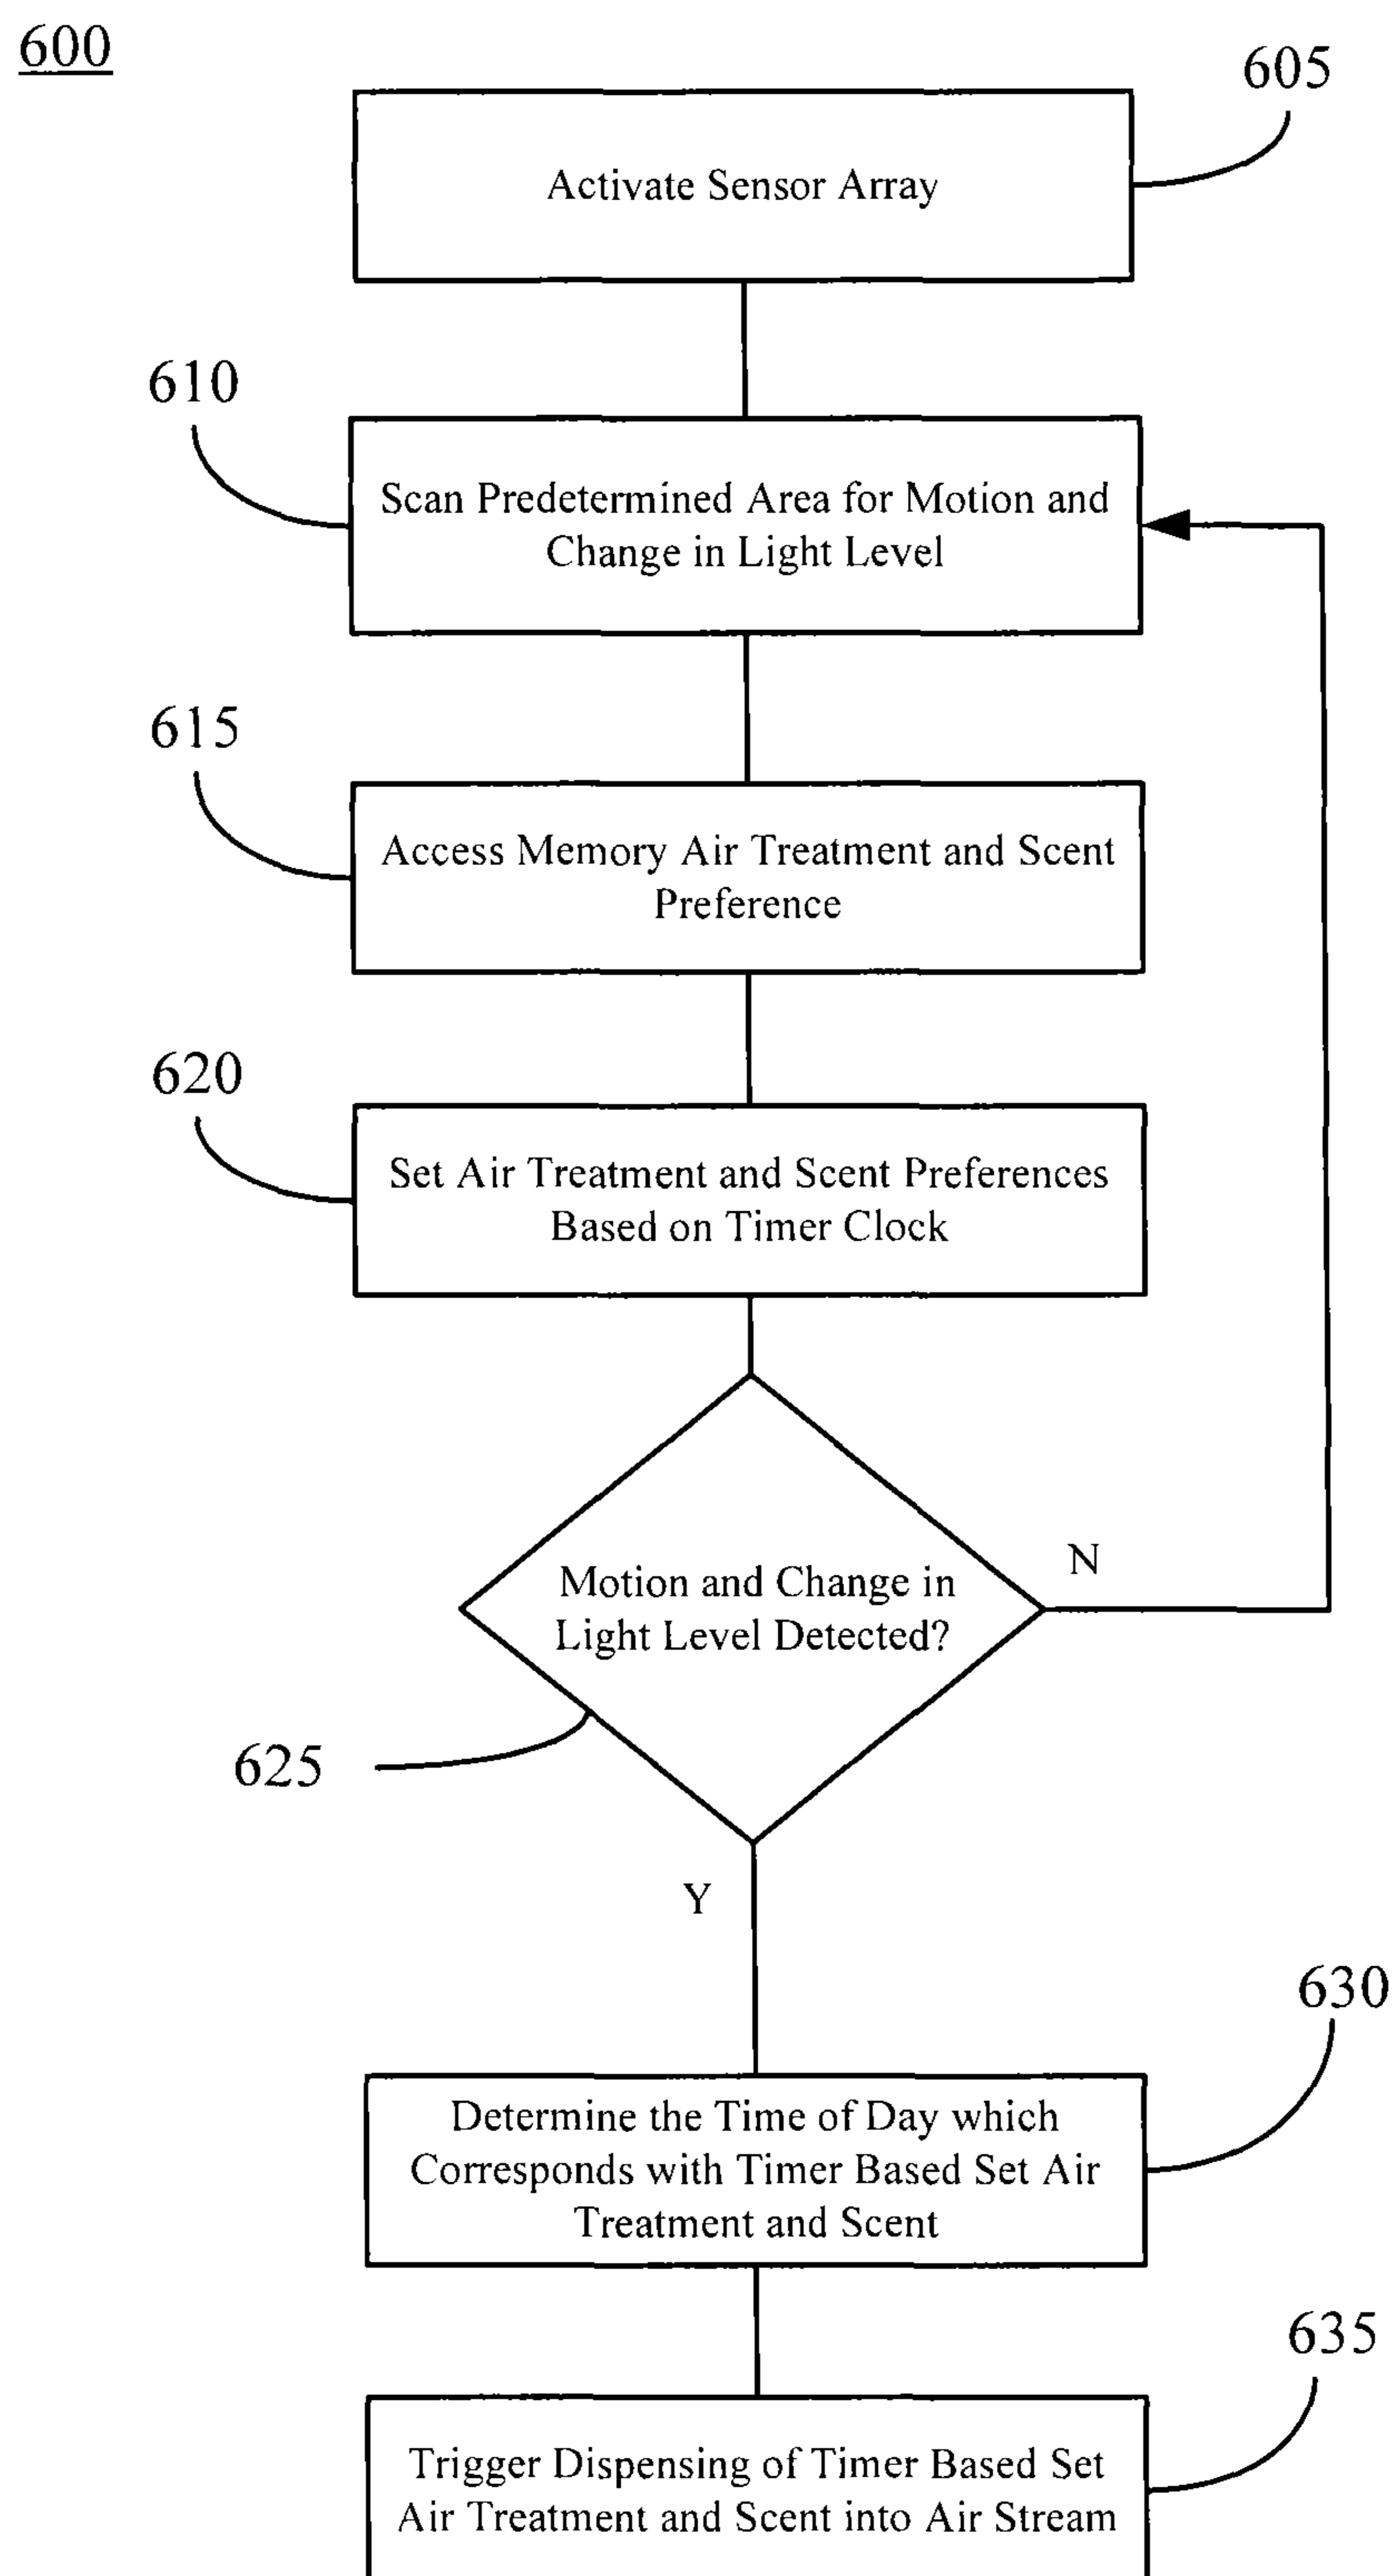 600
605
Activate Sensor Array
610
Scan Predetermined Area for Motion and
Change in Light Level
615
Access Memory Air Treatment and Scent
Preference
620
Set Air Treatment and Scent Preferences
Based on Timer Clock
N
Motion and Change in
Light Level Detected?
625
Y
630
Determine the Time of Day which
Corresponds with Timer Based Set Air
Treatment and Scent
635
Trigger Dispensing of Timer Based Set
Air Treatment and Scent into Air Stream